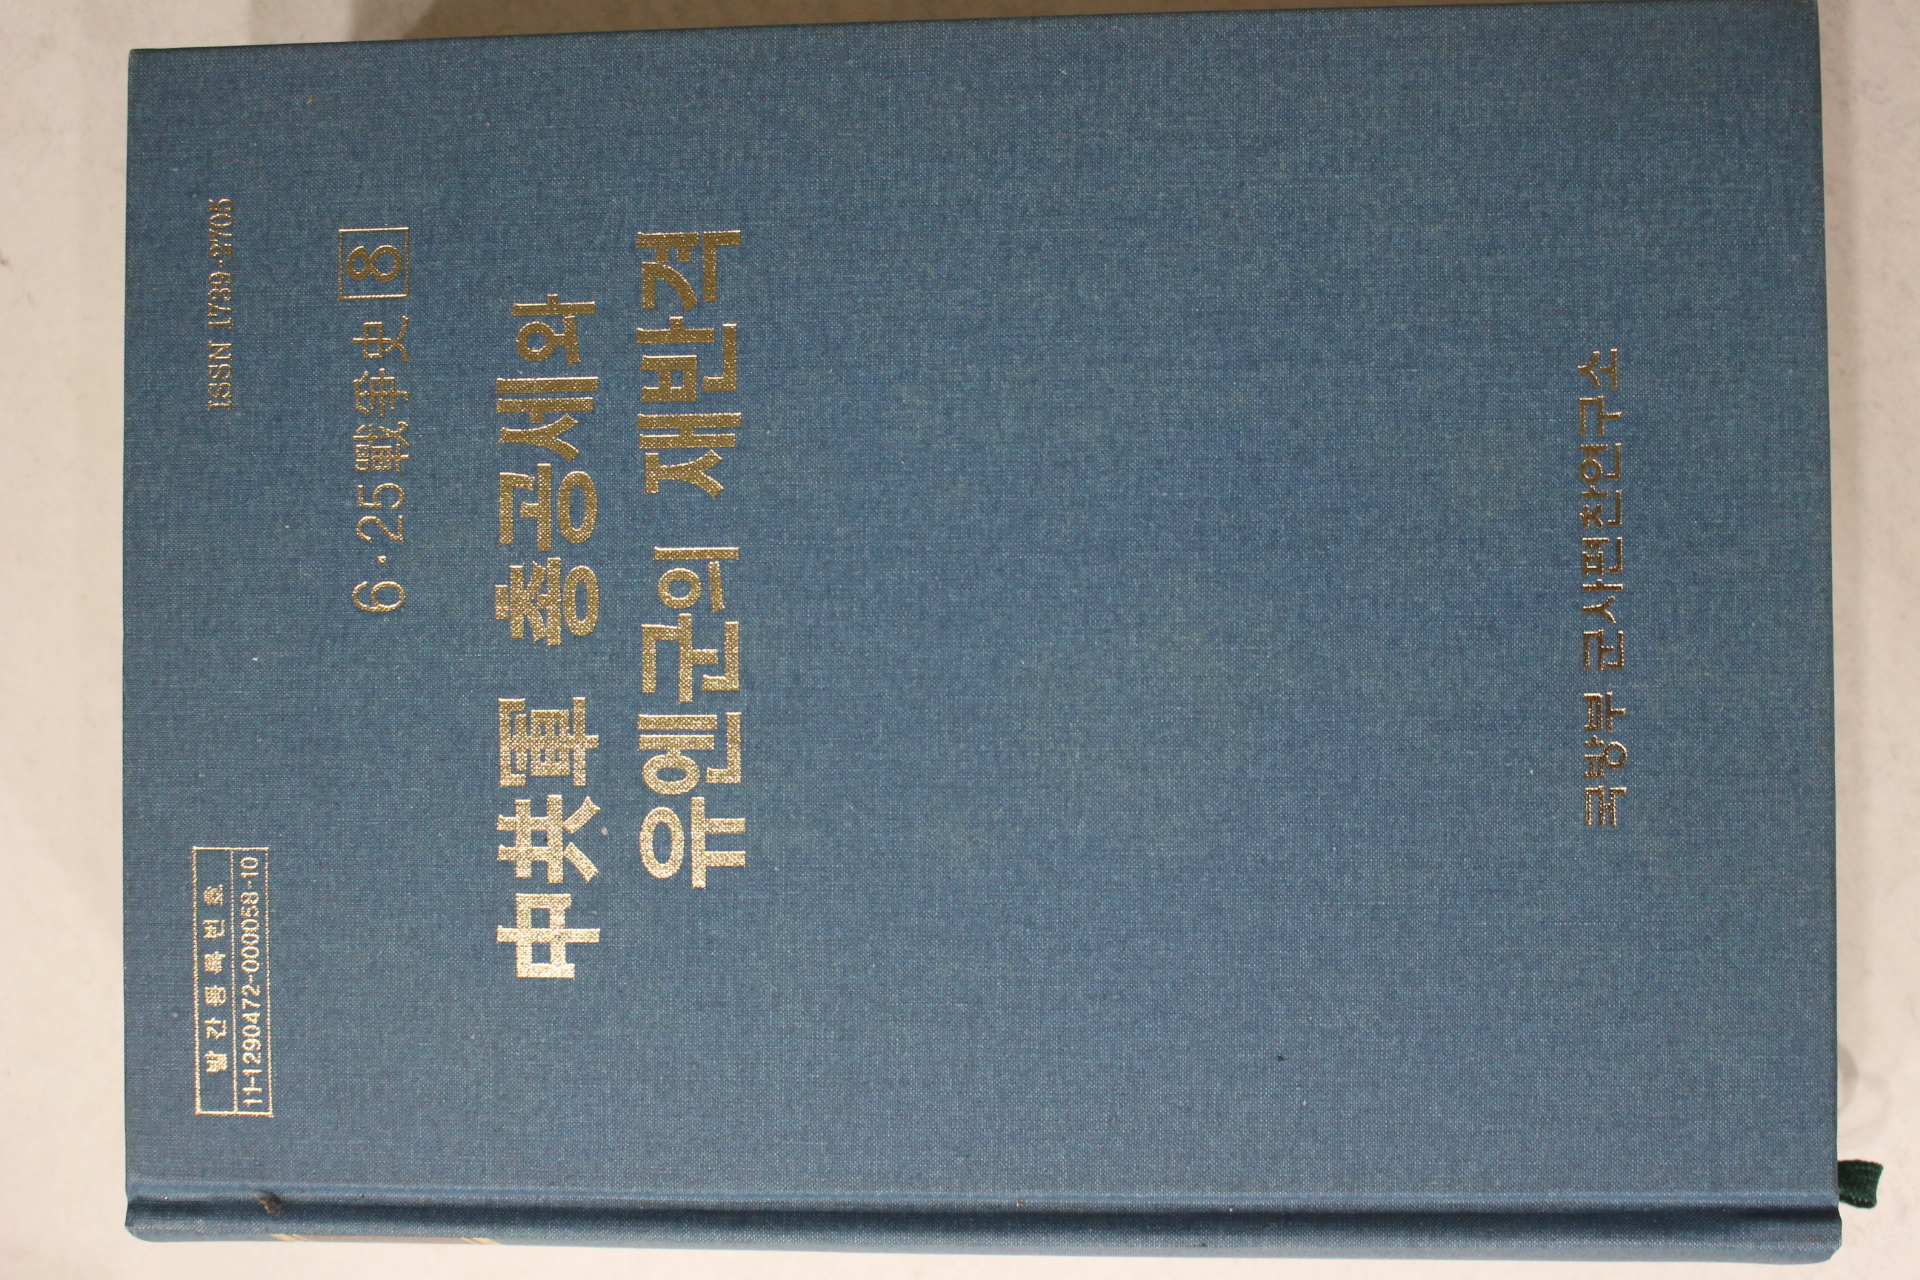 발간등록번호
11-1290472-000058-10
ISSN 1739-2705
6·25戰爭史 8
中共軍 총공세와
유엔군의 재반격
국방부 군사편찬연구소